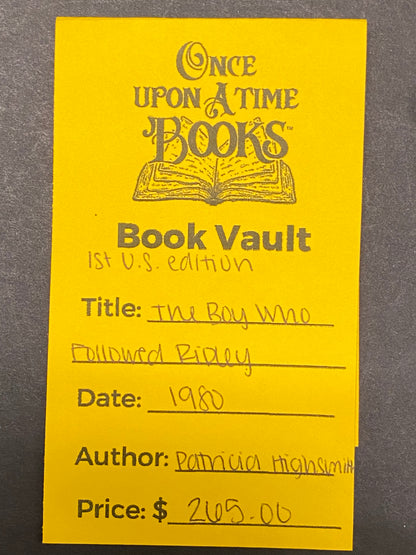 ONCE
UPON A TIME
BOOKS™
Book Vault
1st U.S. edition
Title: The Boy Who
Followed Ripley
Date: 1980
Author: Patricia Highsmith
Price: $ 265.00